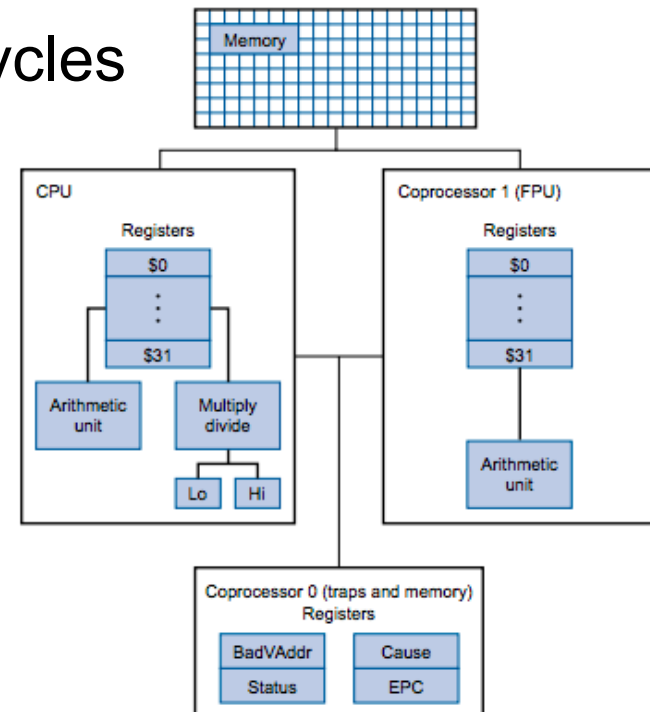 ycles
Memory
CPU
Registers
$0
$31
Arithmetic
unit
Multiply
divide
Lo
Hi
Coprocessor 1 (FPU)
Registers
$0
$31
Arithmetic
unit
Coprocessor 0 (traps and memory)
Registers
BadVAddr
Cause
Status
EPC